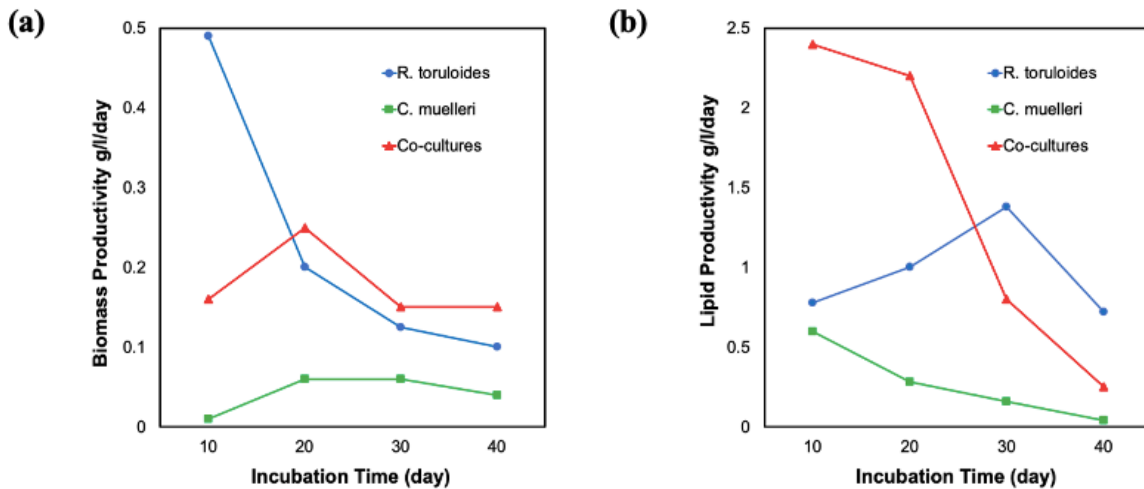 (a)
0.5
0.4
0.3
0.2
0.1
0
Biomass Productivity g/l/day
R. toruloides
C. muelleri
Co-cultures
10 20 30 40
Incubation Time (day)
(b)
2.5
2
1.5
1
0.5
0
Lipid Productivity g/l/day
R. toruloides
C. muelleri
Co-cultures
10 20 30 40
Incubation Time (day)